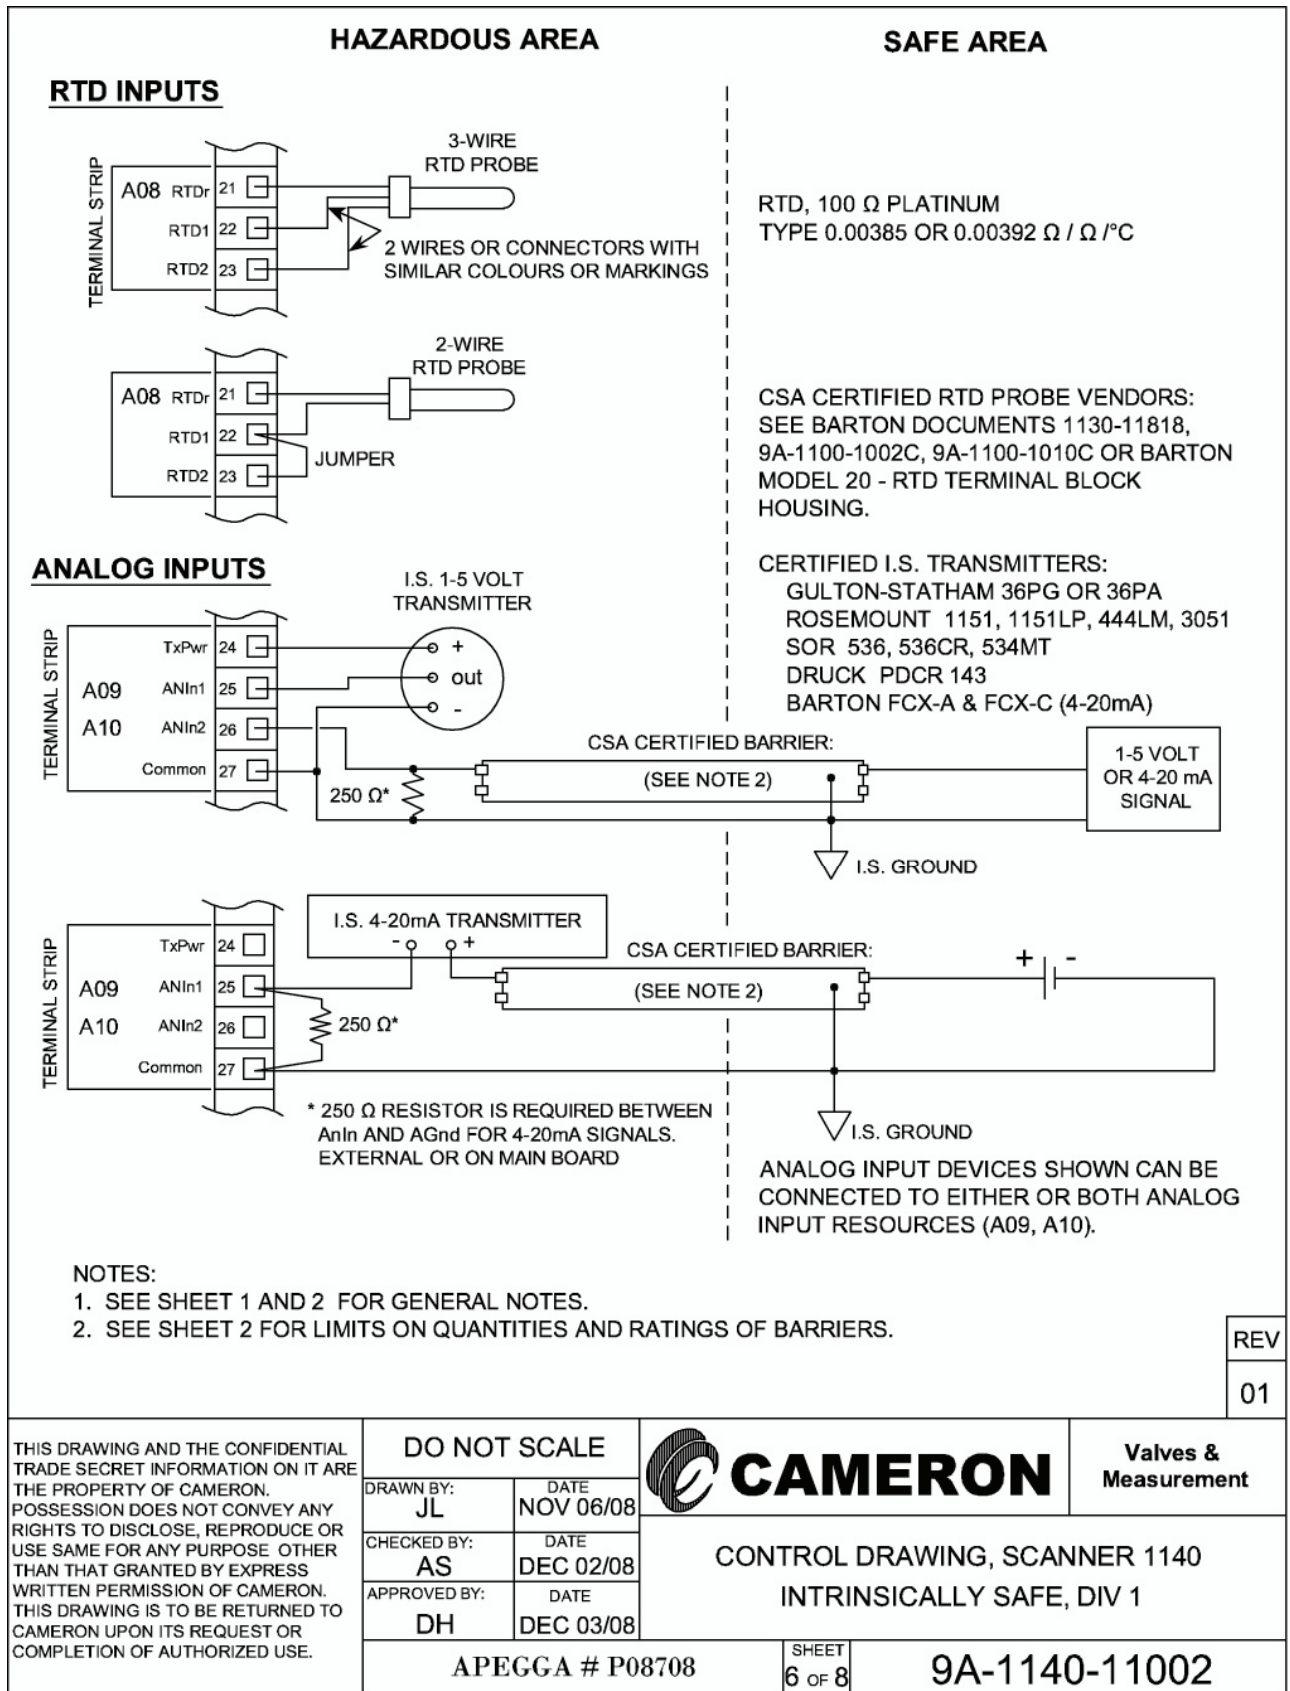 HAZARDOUS AREA
SAFE AREA
RTD INPUTS
TERMINAL STRIP
A08 RTDr 21
RTD1 22
RTD2 23
3-WIRE
RTD PROBE
2 WIRES OR CONNECTORS WITH
SIMILAR COLOURS OR MARKINGS
RTD, 100 Ω PLATINUM
TYPE 0.00385 OR 0.00392 Ω / Ω /°C
A08 RTDr 21
RTD1 22
RTD2 23
2-WIRE
RTD PROBE
JUMPER
CSA CERTIFIED RTD PROBE VENDORS:
SEE BARTON DOCUMENTS 1130-11818,
9A-1100-1002C, 9A-1100-1010C OR BARTON
MODEL 20 - RTD TERMINAL BLOCK
HOUSING.
ANALOG INPUTS
TERMINAL STRIP
A09
A10
TxPwr 24
ANIn1 25
ANIn2 26
Common 27
I.S. 1-5 VOLT
TRANSMITTER
+
out
-
250 Ω*
CERTIFIED I.S. TRANSMITTERS:
GULTON-STATHAM 36PG OR 36PA
ROSEMOUNT 1151, 1151LP, 444LM, 3051
SOR 536, 536CR, 534MT
DRUCK PDCR 143
BARTON FCX-A & FCX-C (4-20mA)
CSA CERTIFIED BARRIER:
(SEE NOTE 2)
1-5 VOLT
OR 4-20 mA
SIGNAL
I.S. GROUND
TERMINAL STRIP
A09
A10
TxPwr 24
ANIn1 25
ANIn2 26
Common 27
I.S. 4-20mA TRANSMITTER
- +
250 Ω*
CSA CERTIFIED BARRIER:
(SEE NOTE 2)
+ -
I.S. GROUND
* 250 Ω RESISTOR IS REQUIRED BETWEEN
AnIn AND AGnd FOR 4-20mA SIGNALS.
EXTERNAL OR ON MAIN BOARD
ANALOG INPUT DEVICES SHOWN CAN BE
CONNECTED TO EITHER OR BOTH ANALOG
INPUT RESOURCES (A09, A10).
NOTES:
1. SEE SHEET 1 AND 2 FOR GENERAL NOTES.
2. SEE SHEET 2 FOR LIMITS ON QUANTITIES AND RATINGS OF BARRIERS.
REV
01
THIS DRAWING AND THE CONFIDENTIAL
TRADE SECRET INFORMATION ON IT ARE
THE PROPERTY OF CAMERON.
POSSESSION DOES NOT CONVEY ANY
RIGHTS TO DISCLOSE, REPRODUCE OR
USE SAME FOR ANY PURPOSE OTHER
THAN THAT GRANTED BY EXPRESS
WRITTEN PERMISSION OF CAMERON.
THIS DRAWING IS TO BE RETURNED TO
CAMERON UPON ITS REQUEST OR
COMPLETION OF AUTHORIZED USE.
DO NOT SCALE
DRAWN BY:
JL
DATE
NOV 06/08
CHECKED BY:
AS
DATE
DEC 02/08
APPROVED BY:
DH
DATE
DEC 03/08
CAMERON
Valves &
Measurement
CONTROL DRAWING, SCANNER 1140
INTRINSICALLY SAFE, DIV 1
APEGGA # P08708
SHEET
6 OF 8
9A-1140-11002